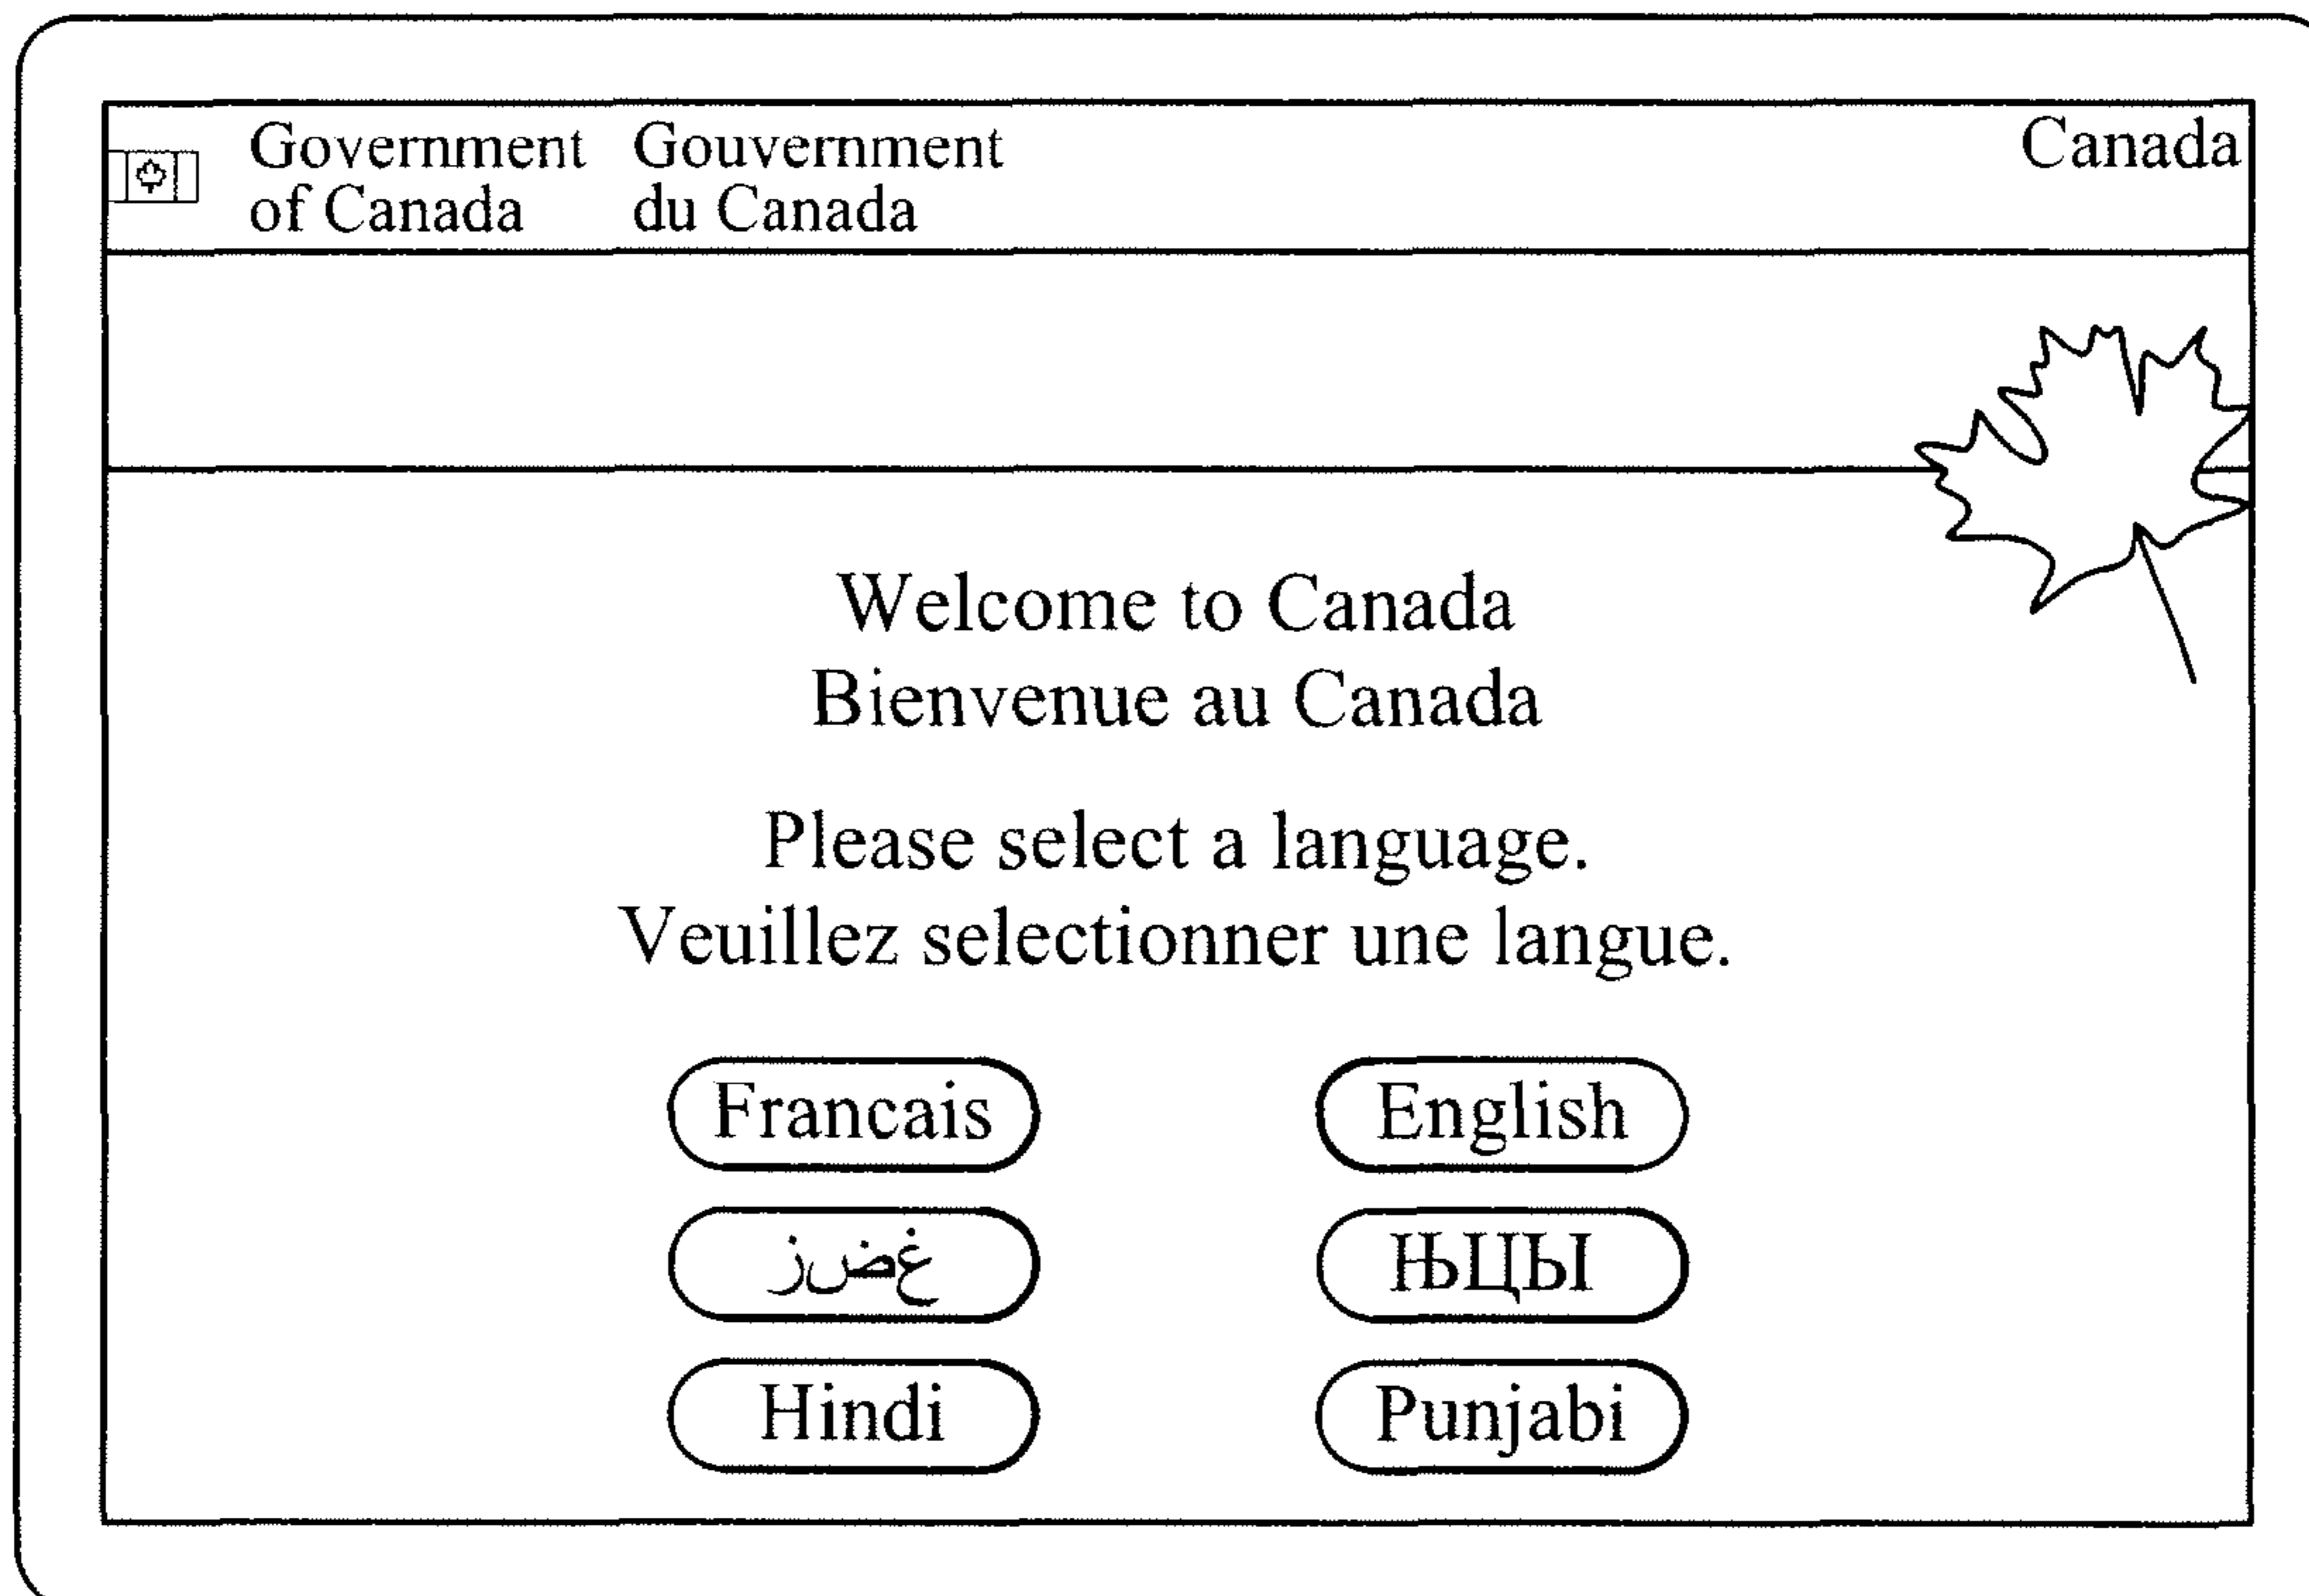 Government of Canada
Gouvernment du Canada
Canada
Welcome to Canada
Bienvenue au Canada
Please select a language.
Veuillez selectionner une langue.
Francais
English
غضز
ЊЦЫ
Hindi
Punjabi